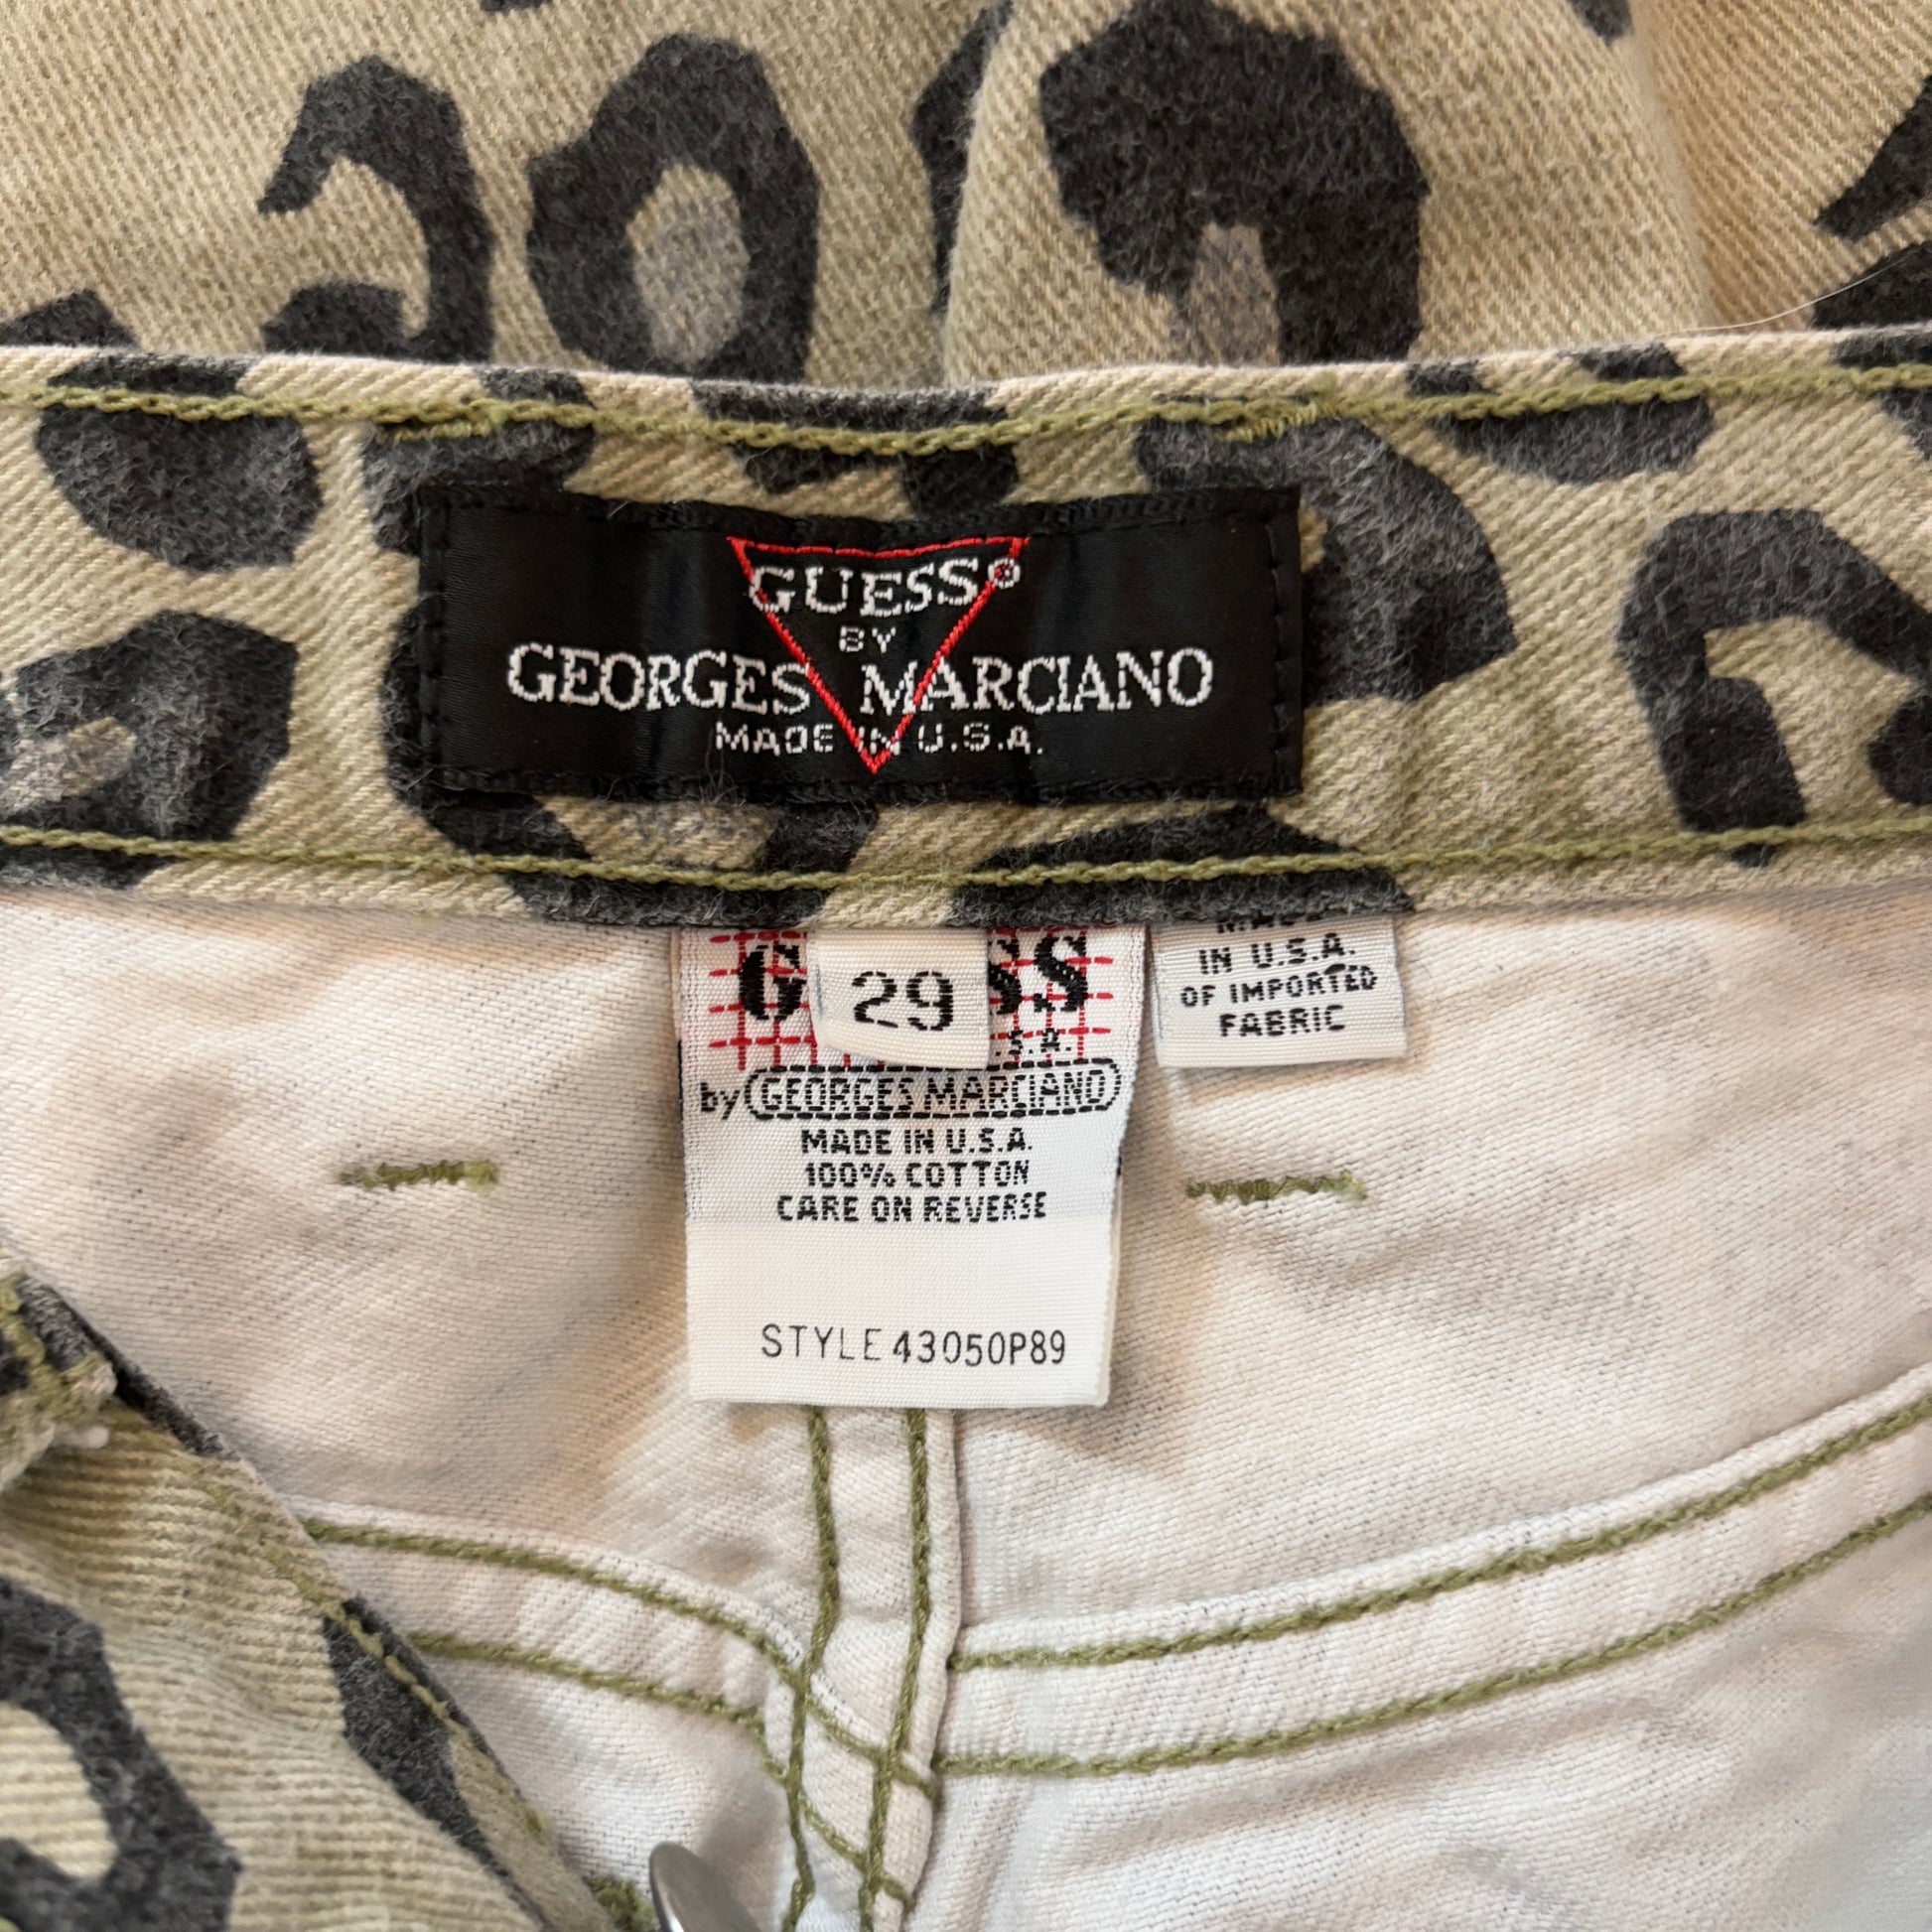 GUESS®
BY
GEORGES MARCIANO
MADE IN U.S.A.
29
S.A.
by GEORGES MARCIANO
MADE IN U.S.A.
100% COTTON
CARE ON REVERSE
STYLE 43050P89
IN U.S.A.
OF IMPORTED
FABRIC